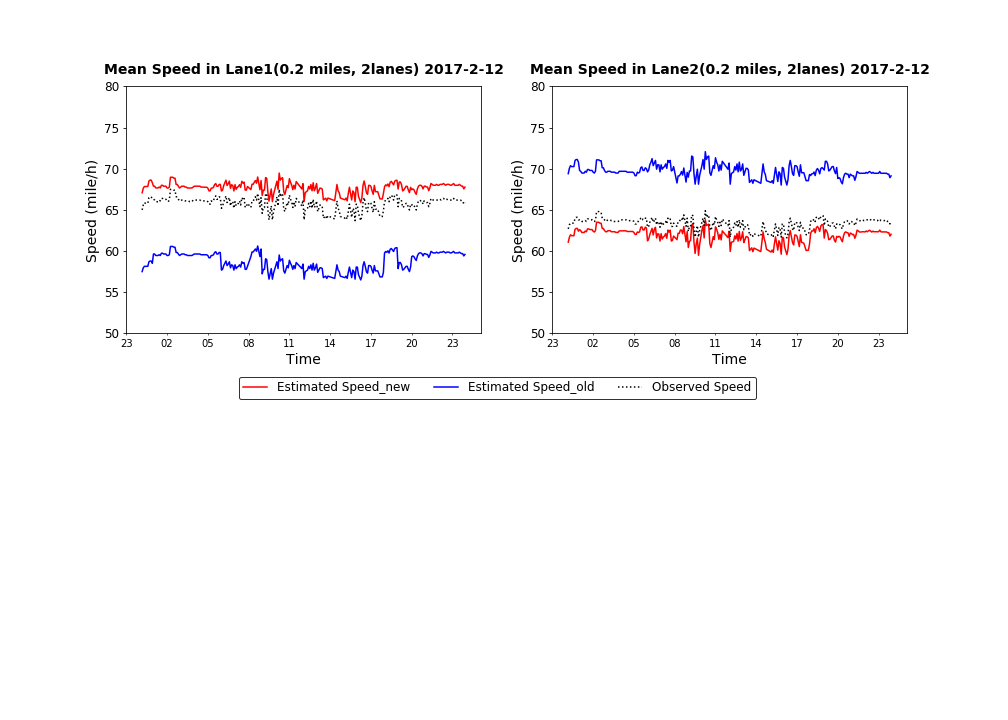 Mean Speed in Lane1(0.2 miles, 2lanes) 2017-2-12
80
75
70
65
60
55
50
Speed (mile/h)
23 02 05 08 11 14 17 20 23
Time
Mean Speed in Lane2(0.2 miles, 2lanes) 2017-2-12
80
75
70
65
60
55
50
Speed (mile/h)
23 02 05 08 11 14 17 20 23
Time
Estimated Speed_new Estimated Speed_old Observed Speed